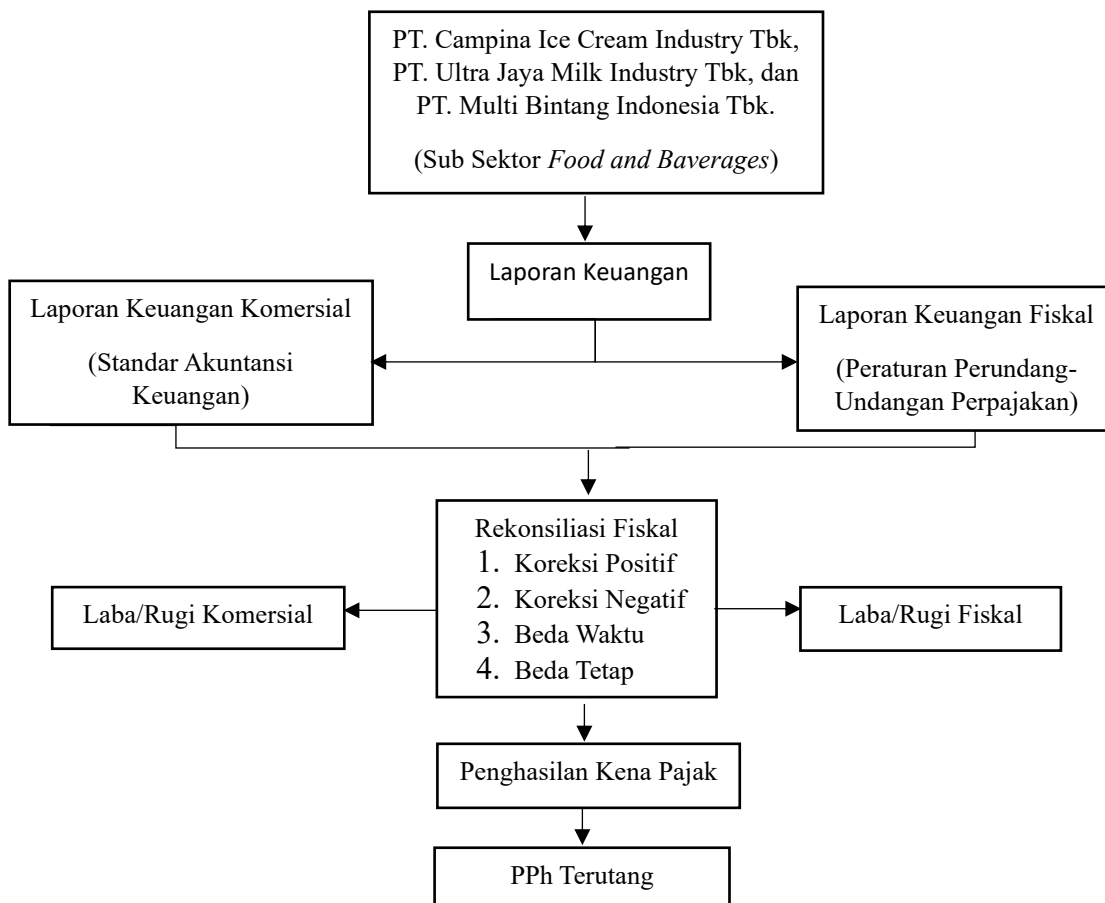 PT. Campina Ice Cream Industry Tbk,
PT. Ultra Jaya Milk Industry Tbk, dan
PT. Multi Bintang Indonesia Tbk.
(Sub Sektor Food and Baverages)
Laporan Keuangan
Laporan Keuangan Komersial
(Standar Akuntansi
Keuangan)
Laporan Keuangan Fiskal
(Peraturan Perundang-
Undangan Perpajakan)
Rekonsiliasi Fiskal
1. Koreksi Positif
2. Koreksi Negatif
3. Beda Waktu
4. Beda Tetap
Laba/Rugi Komersial
Laba/Rugi Fiskal
Penghasilan Kena Pajak
PPh Terutang